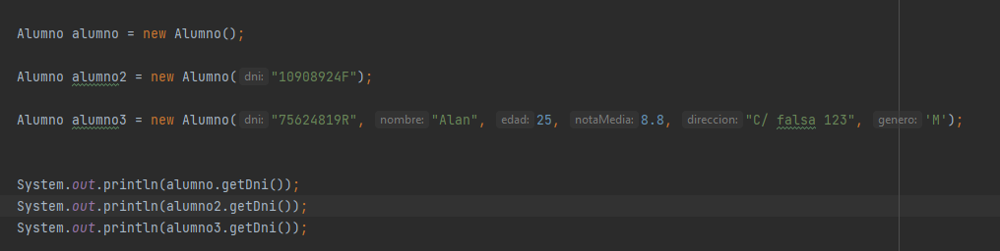 Alumno alumno = new Alumno();
Alumno alumno2 = new Alumno( dni: "10908924F");
Alumno alumno3 = new Alumno( dni: "75624819R", nombre: "Alan", edad: 25, notaMedia: 8.8, direccion: "C/ falsa 123", genero: 'M');
System.out.println(alumno.getDni());
System.out.println(alumno2.getDni());
System.out.println(alumno3.getDni());